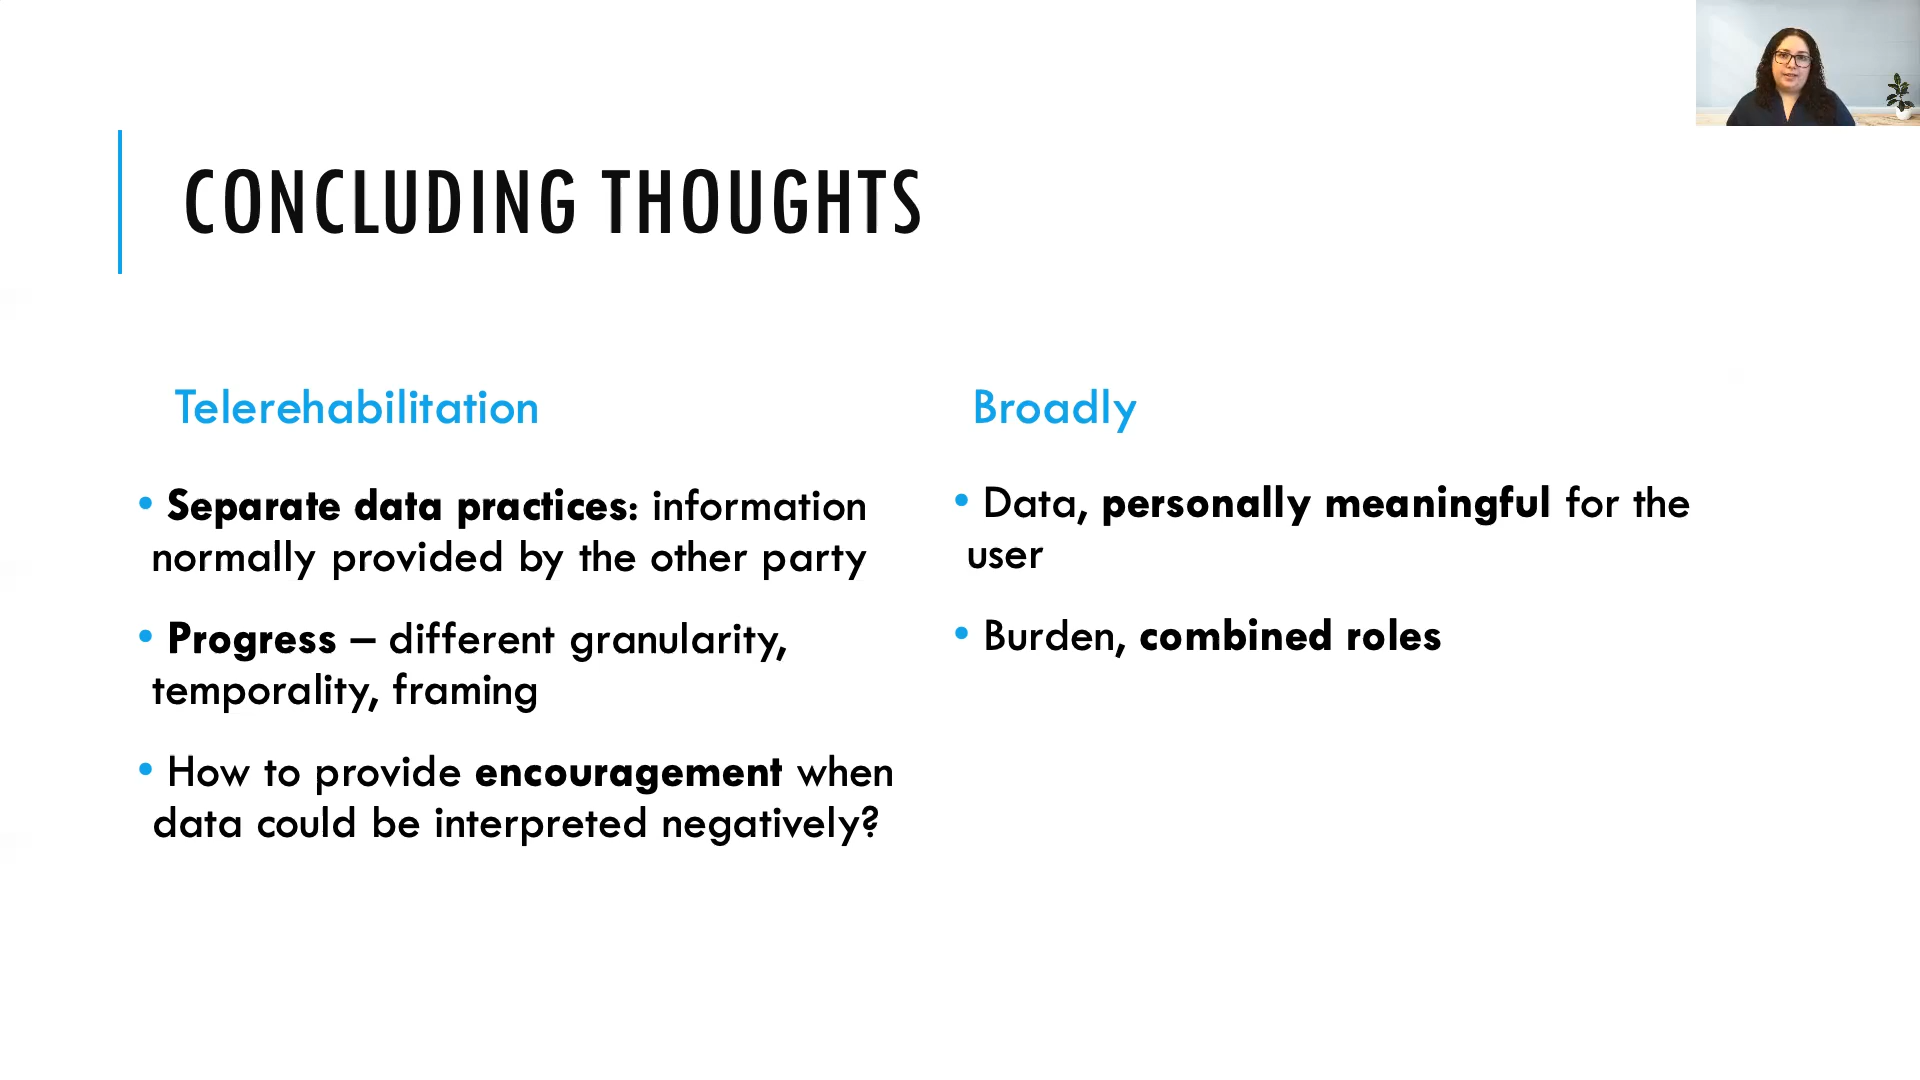 CONCLUDING THOUGHTS
Telerehabilitation
• Separate data practices: information
normally provided by the other party
• Progress – different granularity,
temporality, framing
• How to provide encouragement when
data could be interpreted negatively?
Broadly
• Data, personally meaningful for the
user
• Burden, combined roles